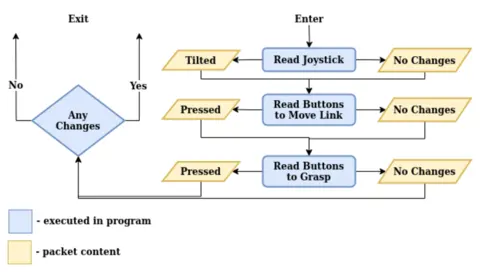 Exit
Enter
Tilted
Read Joystick
No Changes
No
Yes
Any
Changes
Pressed
Read Buttons
to Move Link
No Changes
Pressed
Read Buttons
to Grasp
No Changes
- executed in program
- packet content